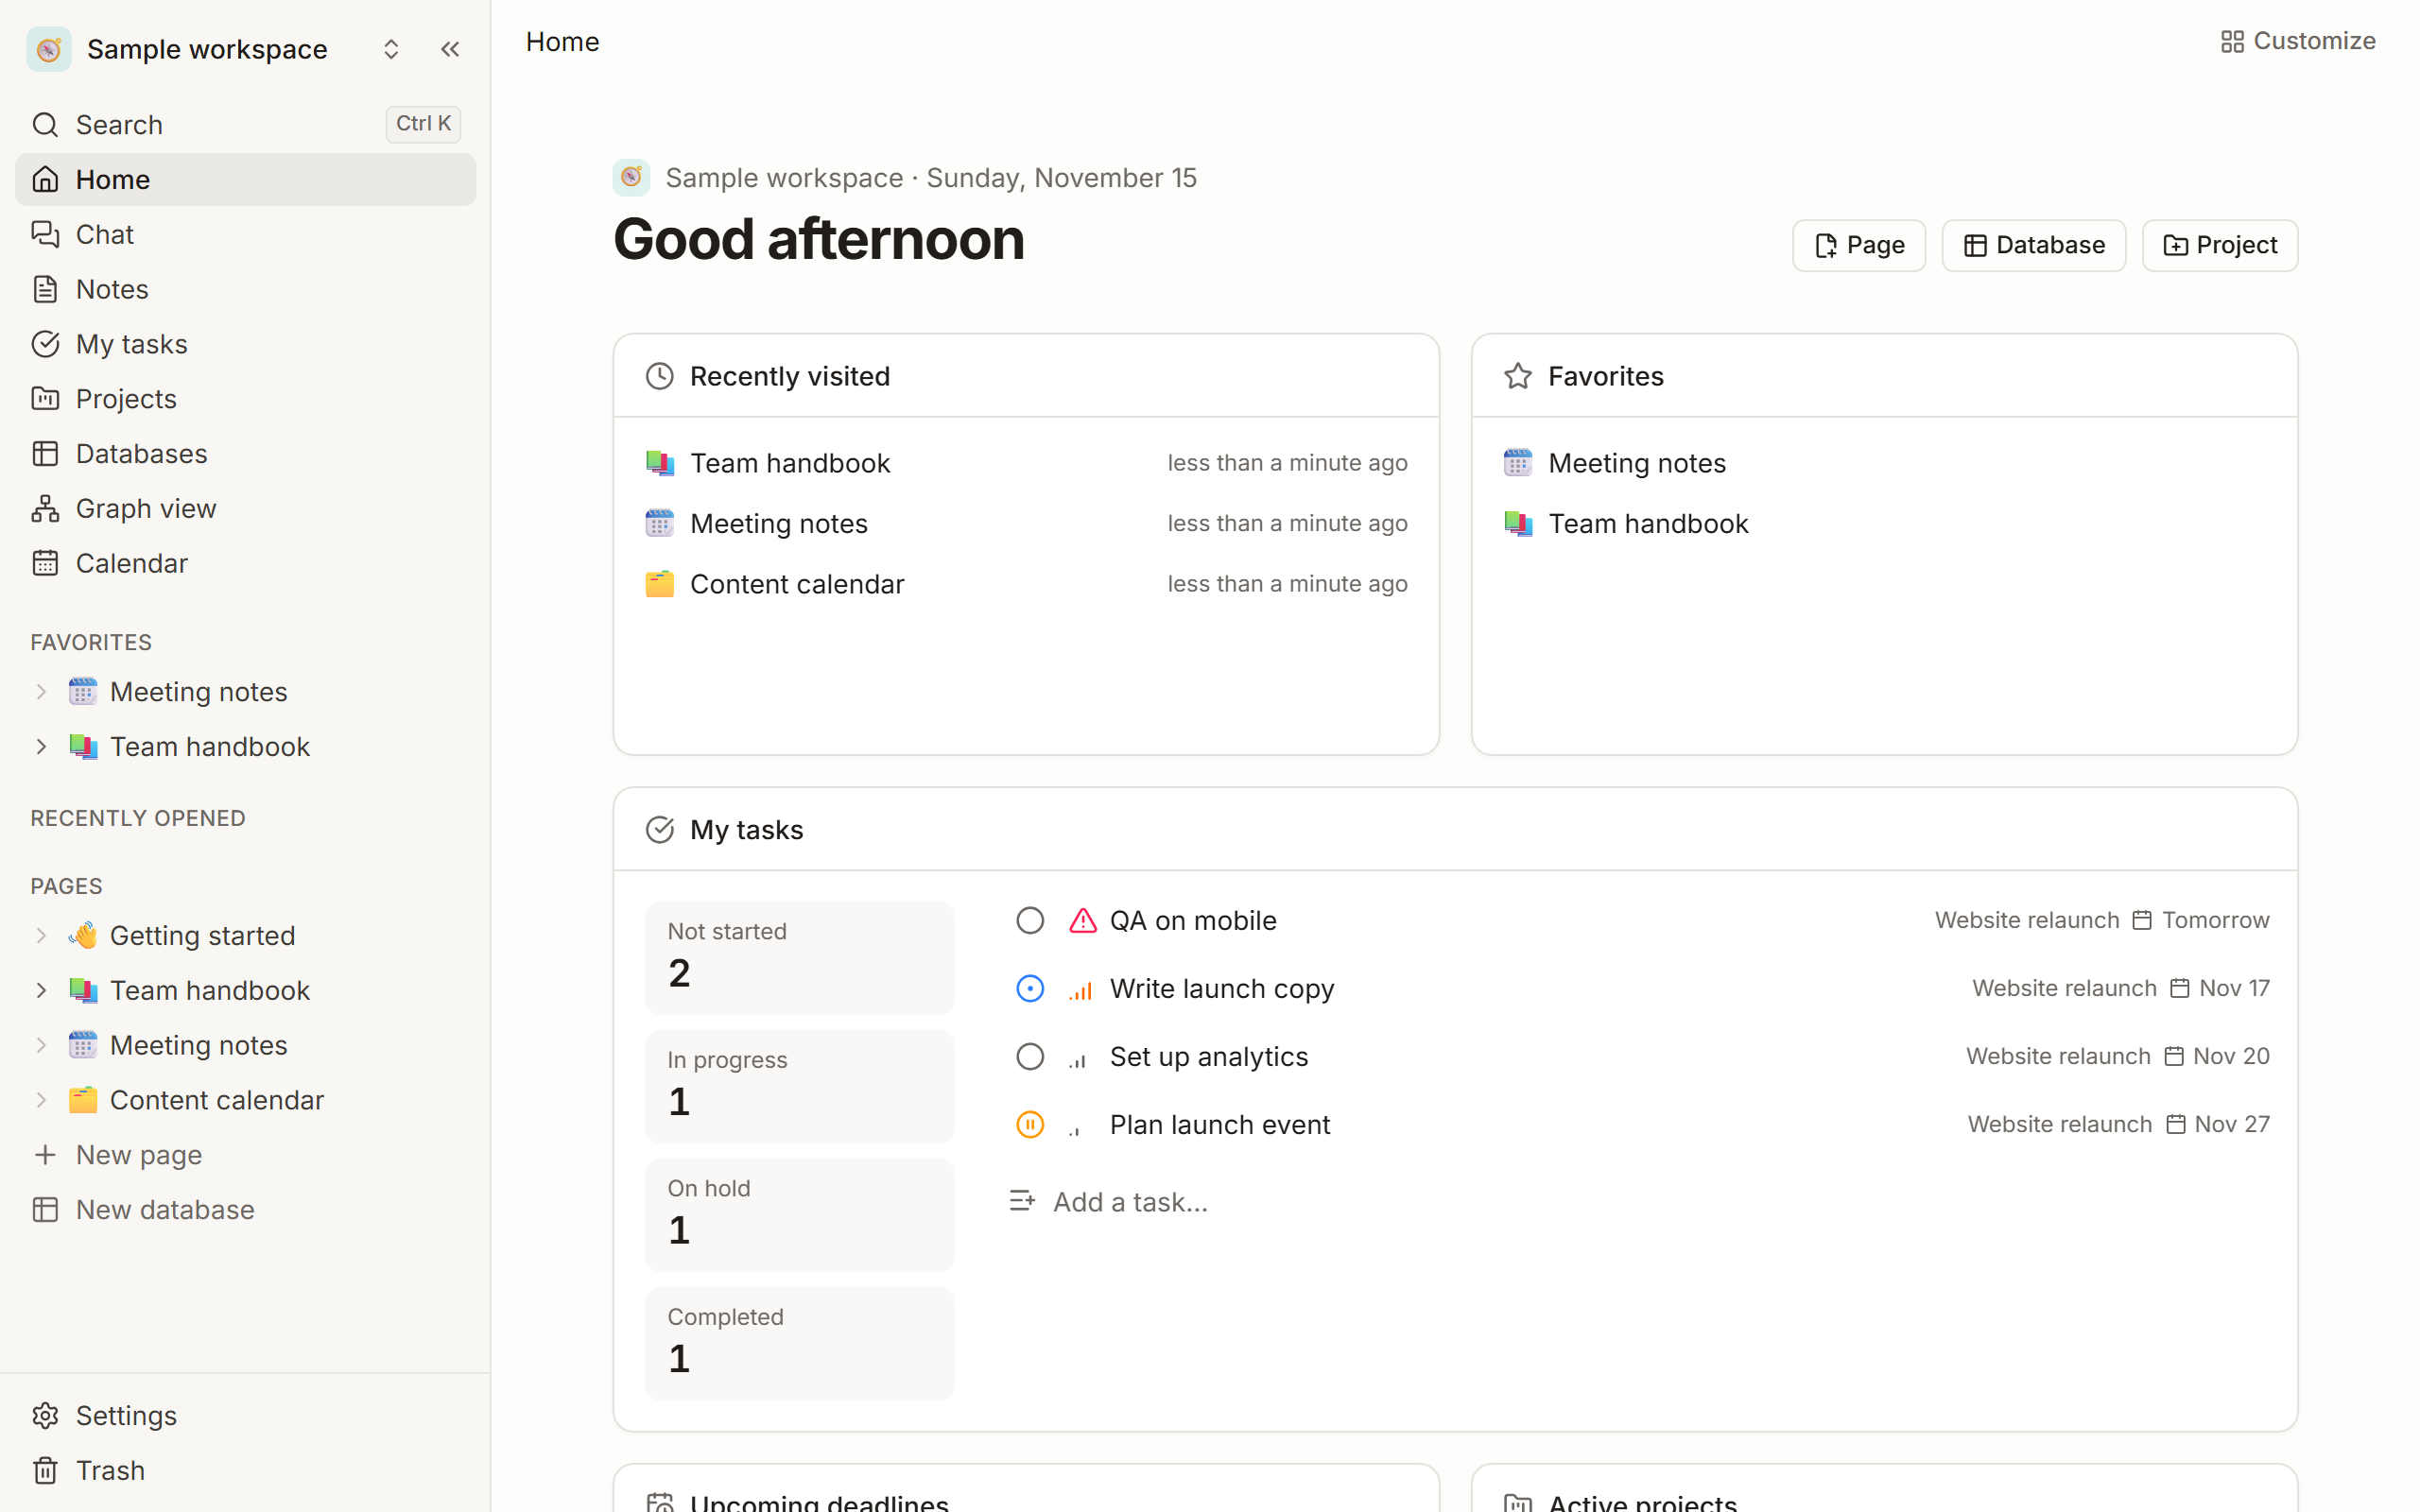 Sample workspace
Search Ctrl K
Home
Chat
Notes
My tasks
Projects
Databases
Graph view
Calendar
FAVORITES
Meeting notes
Team handbook
RECENTLY OPENED
PAGES
Getting started
Team handbook
Meeting notes
Content calendar
New page
New database
Settings
Trash
Home
Customize
Sample workspace · Sunday, November 15
Good afternoon
Page Database Project
Recently visited
Team handbook less than a minute ago
Meeting notes less than a minute ago
Content calendar less than a minute ago
Favorites
Meeting notes
Team handbook
My tasks
Not started
2
In progress
1
On hold
1
Completed
1
QA on mobile Website relaunch Tomorrow
Write launch copy Website relaunch Nov 17
Set up analytics Website relaunch Nov 20
Plan launch event Website relaunch Nov 27
Add a task...
Upcoming deadlines
Active projects